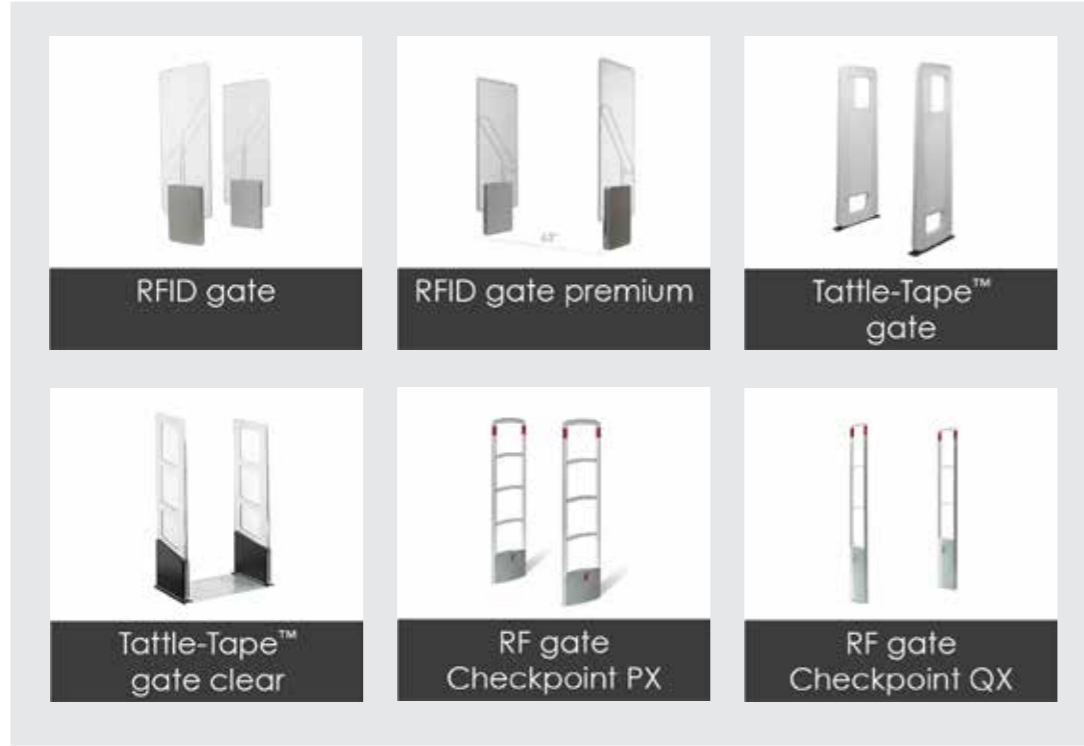 RFID gate
RFID gate premium
Tattle-Tape™
gate
Tattle-Tape™
gate clear
RF gate
Checkpoint PX
RF gate
Checkpoint QX